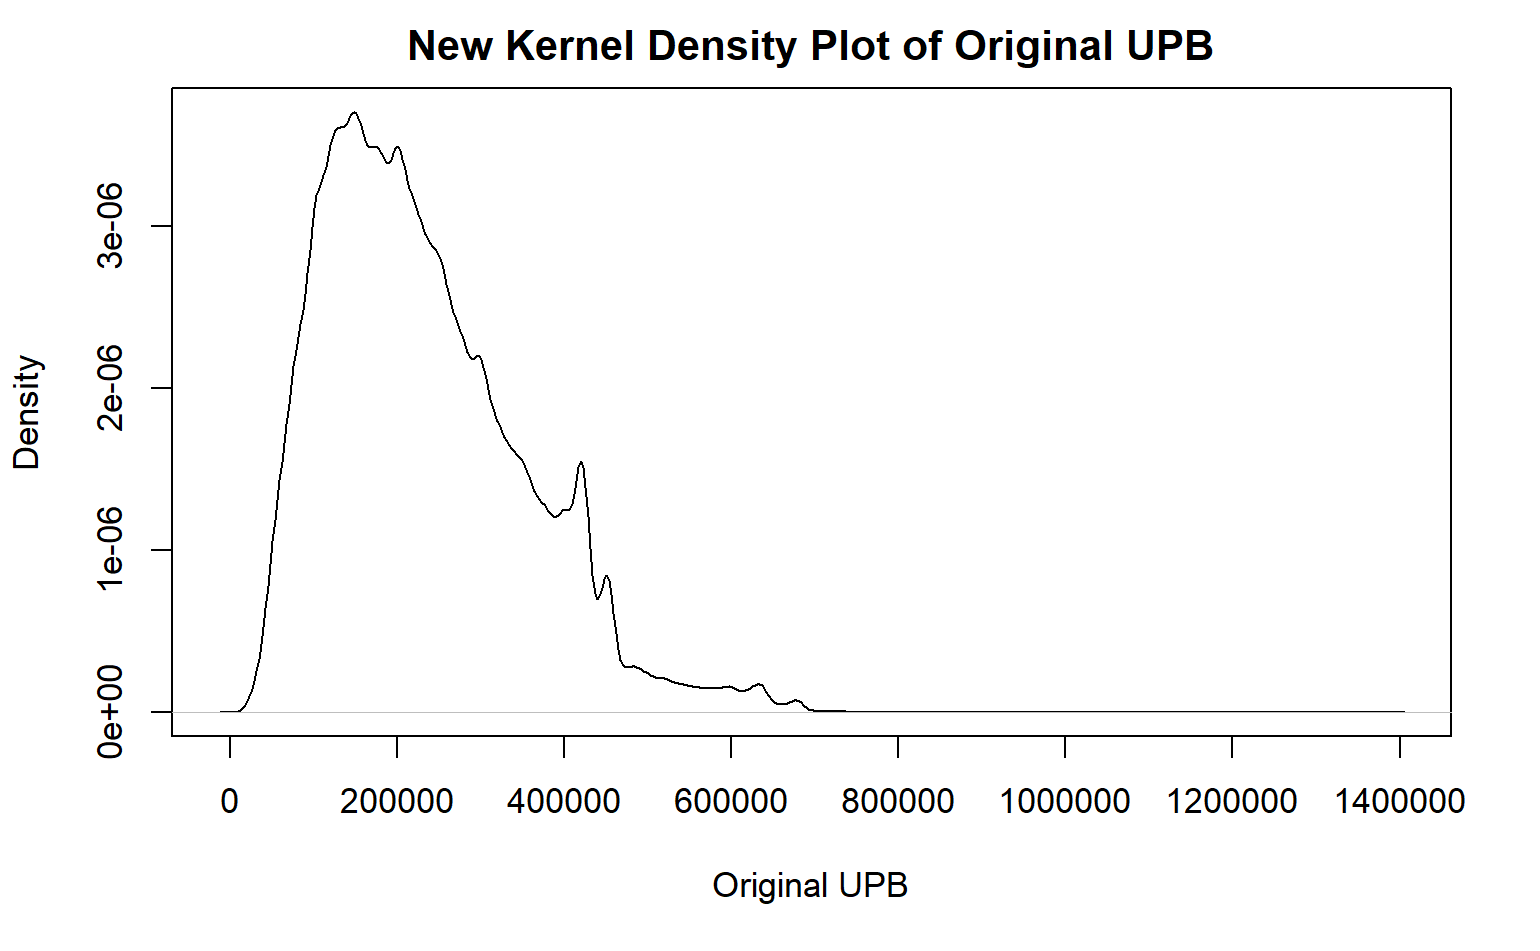 New Kernel Density Plot of Original UPB
Density
3e-06
2e-06
1e-06
0e+00
0 200000 400000 600000 800000 1000000 1200000 1400000
Original UPB